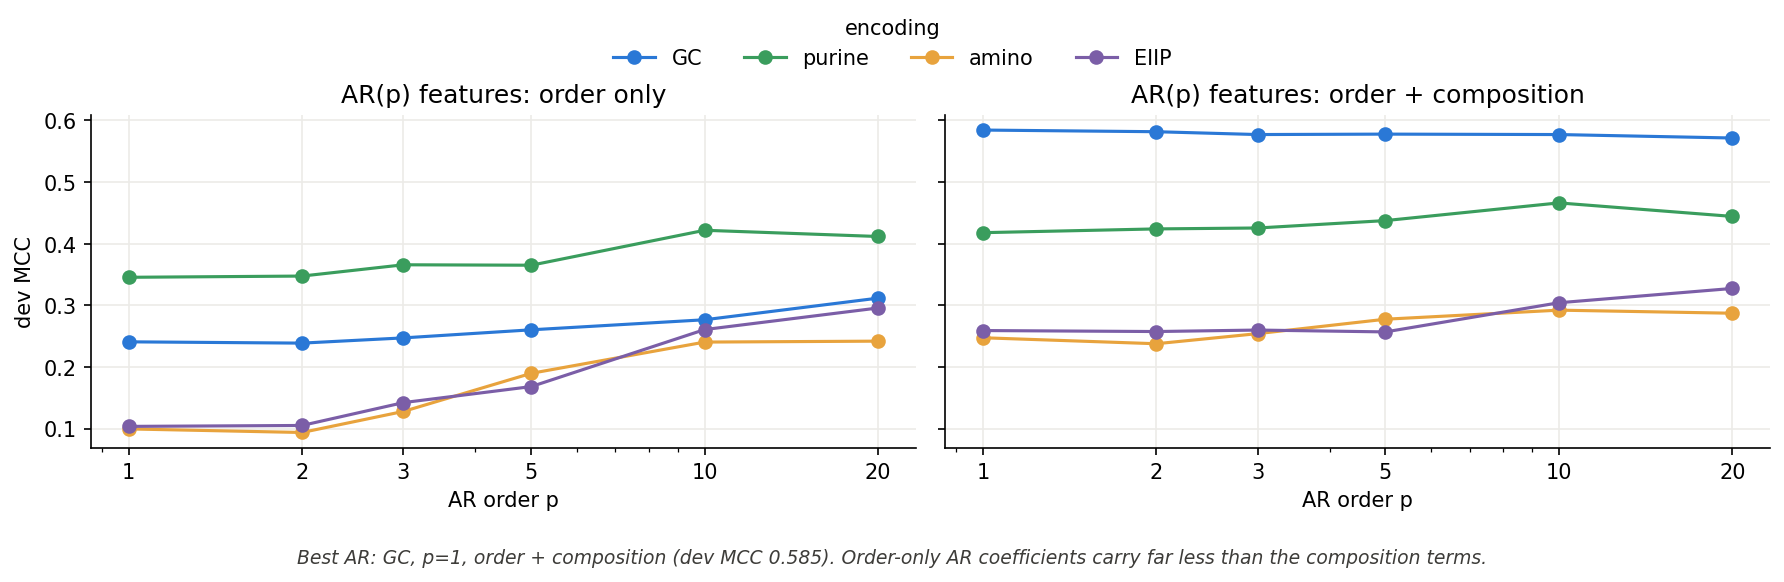 encoding
GC purine amino EIIP
AR(p) features: order only
AR(p) features: order + composition
dev MCC
0.6
0.5
0.4
0.3
0.2
0.1
1 2 3 5 10 20
1 2 3 5 10 20
AR order p
AR order p
Best AR: GC, p=1, order + composition (dev MCC 0.585). Order-only AR coefficients carry far less than the composition terms.